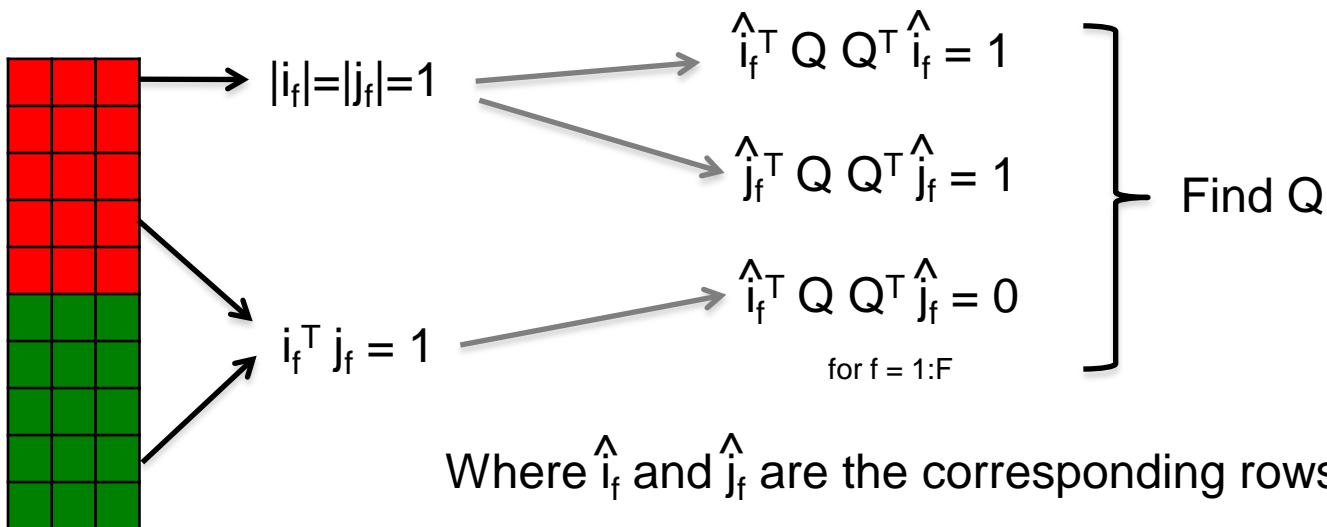 |i_f|=|j_f|=1
i_f^T j_f = 1
î_f^T Q Q^T î_f = 1
ĵ_f^T Q Q^T ĵ_f = 1
î_f^T Q Q^T ĵ_f = 0
for f = 1:F
Find Q
Where î_f and ĵ_f are the corresponding rows